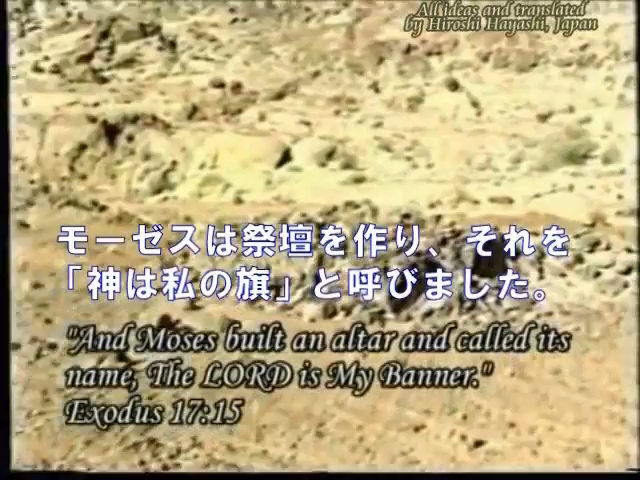 All ideas and translated
by Hiroshi Hayashi, Japan
モーゼスは祭壇を作り、それを
「神は私の旗」と呼びました。
"And Moses built an altar and called its
name, The LORD is My Banner."
Exodus 17:15